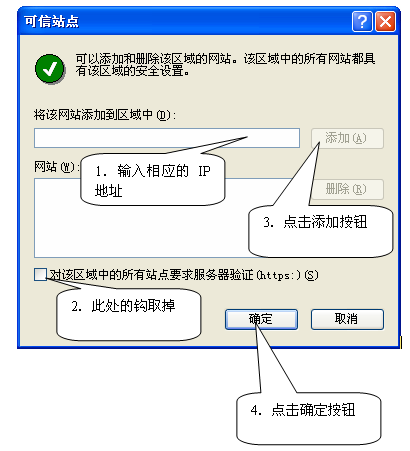 可信站点
可以添加和删除该区域的网站。该区域中的所有网站都具
有该区域的安全设置。
将该网站添加到区域中(D):
添加(A)
网站(W):
1. 输入相应的 IP
地址
删除(R)
3. 点击添加按钮
对该区域中的所有站点要求服务器验证(https:)(S)
2. 此处的钩取掉
确定
取消
4. 点击确定按钮